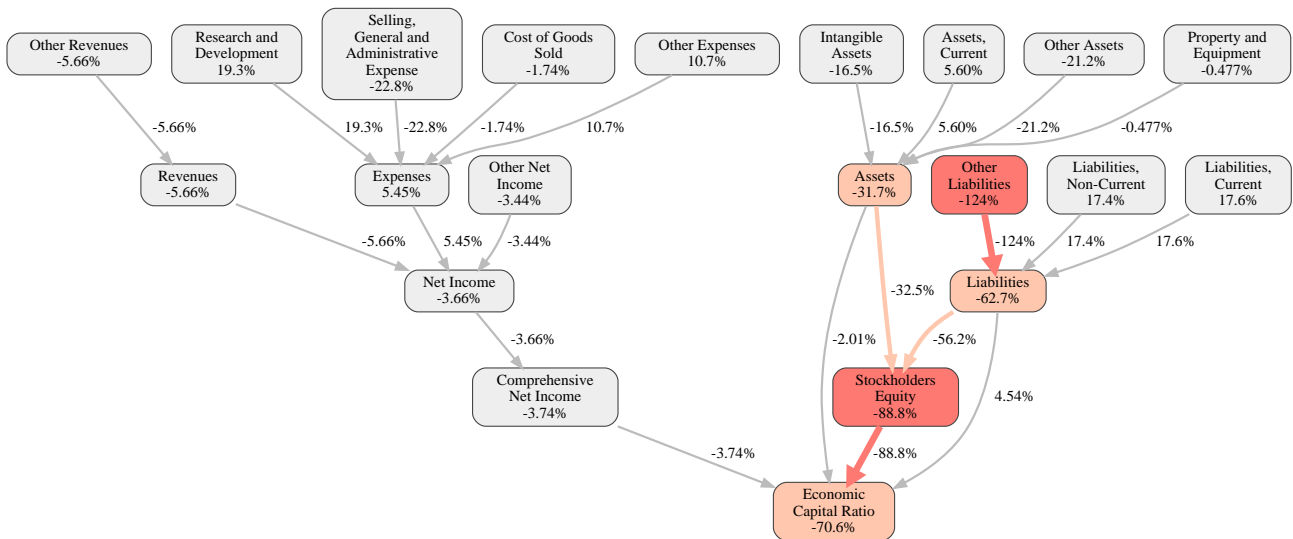 Other Revenues
-5.66%
Research and
Development
19.3%
Selling,
General and
Administrative
Expense
-22.8%
Cost of Goods
Sold
-1.74%
Other Expenses
10.7%
Intangible
Assets
-16.5%
Assets,
Current
5.60%
Other Assets
-21.2%
Property and
Equipment
-0.477%
-5.66%
19.3%
-22.8%
-1.74%
10.7%
-16.5%
5.60%
-21.2%
-0.477%
Revenues
-5.66%
Expenses
5.45%
Other Net
Income
-3.44%
Assets
-31.7%
Other
Liabilities
-124%
Liabilities,
Non-Current
17.4%
Liabilities,
Current
17.6%
-5.66%
5.45%
-3.44%
-124%
17.4%
17.6%
Net Income
-3.66%
-32.5%
Liabilities
-62.7%
-3.66%
-2.01%
-56.2%
Comprehensive
Net Income
-3.74%
Stockholders
Equity
-88.8%
4.54%
-3.74%
-88.8%
Economic
Capital Ratio
-70.6%